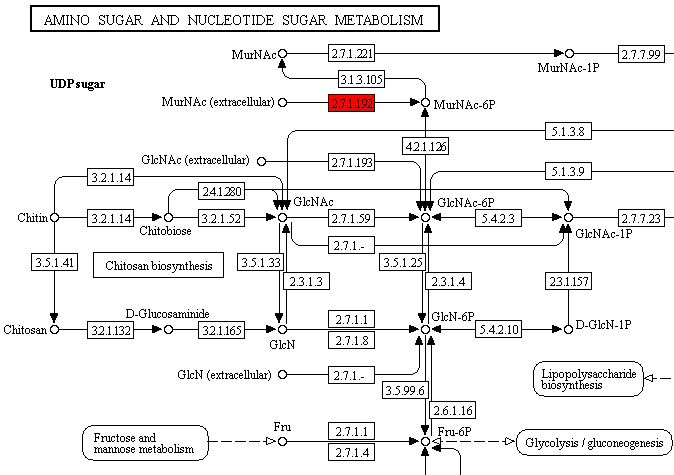 AMINO SUGAR AND NUCLEOTIDE SUGAR METABOLISM
MurNAc
2.7.1.221
MurNAc-1P
2.7.7.99
3.1.3.105
UDP sugar
MurNAc (extracellular)
2.7.1.192
MurNAc-6P
5.1.3.8
4.2.1.126
GlcNAc (extracellular)
2.7.1.193
5.1.3.9
3.2.1.14
2.4.1.280
GlcNAc
GlcNAc-6P
Chitin
3.2.1.14
3.2.1.52
2.7.1.59
5.4.2.3
2.7.7.23
Chitobiose
GlcNAc-1P
2.7.1.-
3.5.1.41
Chitosan biosynthesis
3.5.1.33
3.5.1.25
2.3.1.3
2.3.1.4
2.3.1.157
D-Glucosaminide
GlcN-6P
2.7.1.1
Chitosan
3.2.1.132
3.2.1.165
5.4.2.10
D-GlcN-1P
GlcN
2.7.1.8
GlcN (extracellular)
2.7.1.-
Lipopolysaccharide
biosynthesis
3.5.99.6
2.6.1.16
Fru
2.7.1.1
Fru-6P
Fructose and
mannose metabolism
Glycolysis / gluconeogenesis
2.7.1.4